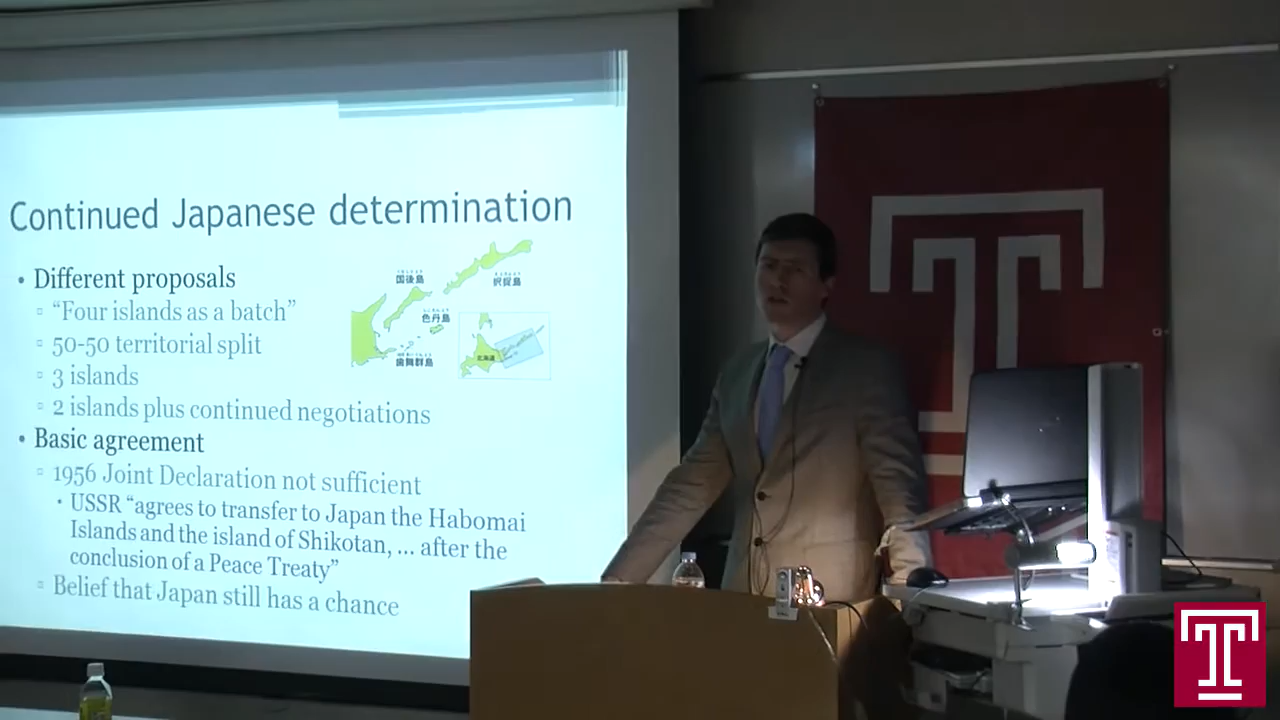 Continued Japanese determination
• Different proposals
▫ “Four islands as a batch”
▫ 50-50 territorial split
▫ 3 islands
▫ 2 islands plus continued negotiations
• Basic agreement
▫ 1956 Joint Declaration not sufficient
• USSR “agrees to transfer to Japan the Habomai
Islands and the island of Shikotan, ... after the
conclusion of a Peace Treaty”
▫ Belief that Japan still has a chance
国後島
択捉島
色丹島
歯舞群島
北海道